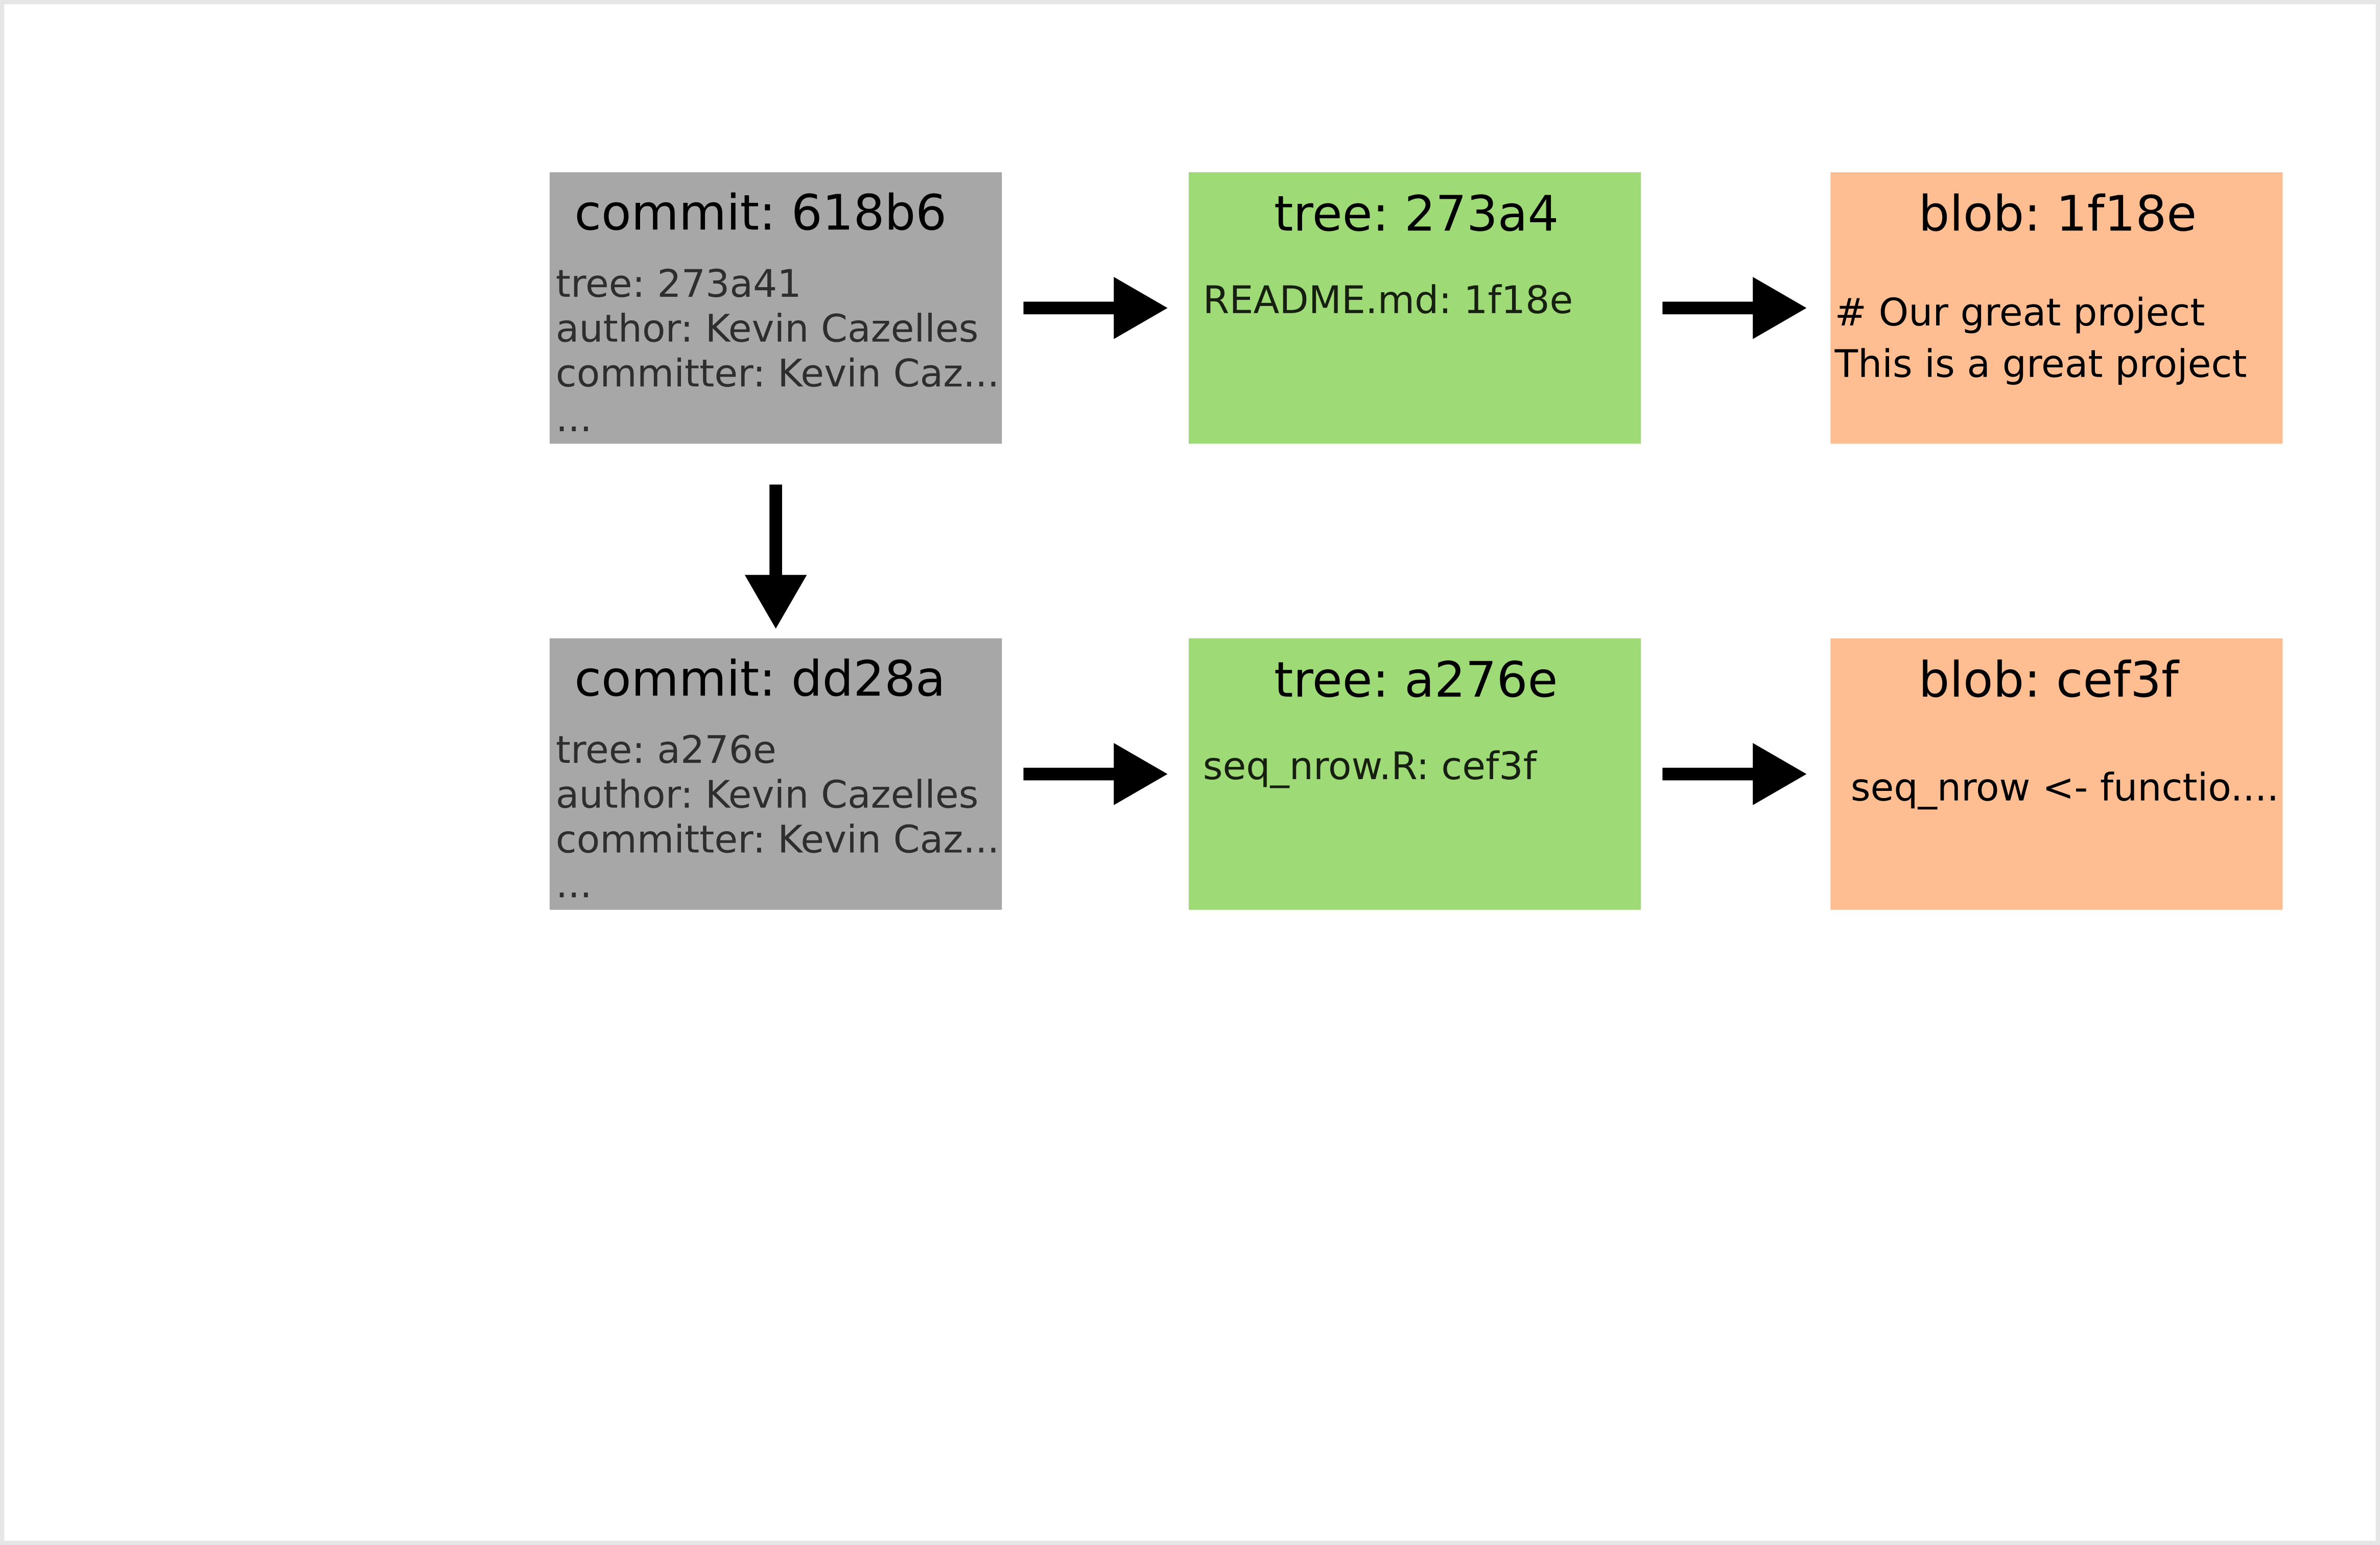 commit: 618b6
tree: 273a41
author: Kevin Cazelles
committer: Kevin Caz...
...
tree: 273a4
README.md: 1f18e
blob: 1f18e
# Our great project
This is a great project
commit: dd28a
tree: a276e
author: Kevin Cazelles
committer: Kevin Caz...
...
tree: a276e
seq_nrow.R: cef3f
blob: cef3f
seq_nrow <- functio....